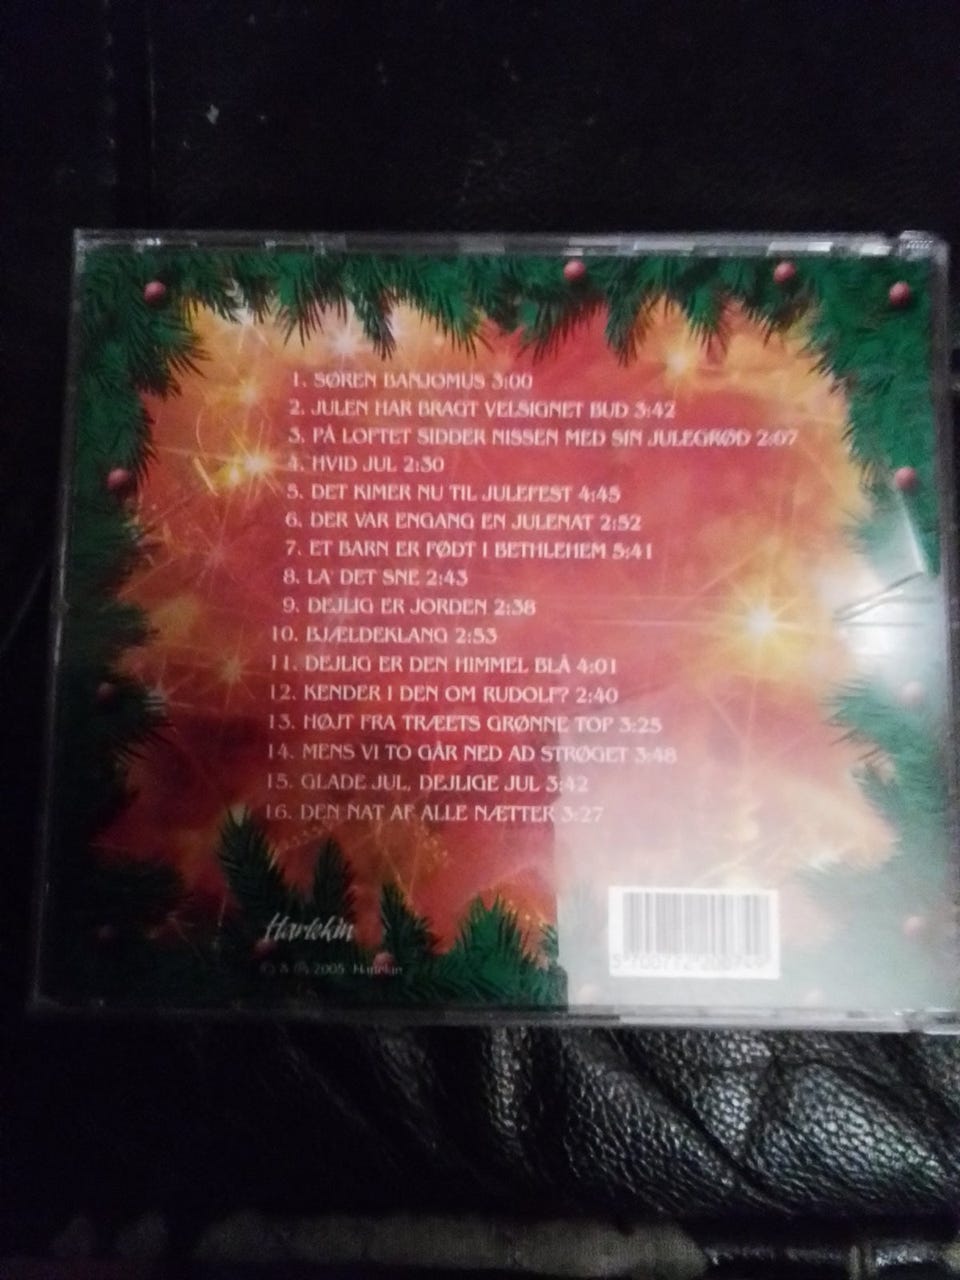 1. SØREN BANJOMUS 3:00
2. JULEN HAR BRAGT VELSIGNET BUD 3:42
3. PÅ LOFTET SIDDER NISSEN MED SIN JULEGRØD 2:07
4. HVID JUL 2:30
5. DET KIMER NU TIL JULEFEST 4:45
6. DER VAR ENGANG EN JULENAT 2:52
7. ET BARN ER FØDT I BETHLEHEM 5:41
8. LA' DET SNE 2:43
9. DEJLIG ER JORDEN 2:38
10. BJÆLDEKLANG 2:53
11. DEJLIG ER DEN HIMMEL BLÅ 4:01
12. KENDER I DEN OM RUDOLF? 2:40
13. HØJT FRA TRÆETS GRØNNE TOP 3:25
14. MENS VI TO GÅR NED AD STRØGET 3:48
15. GLADE JUL, DEJLIGE JUL 3:42
16. DEN NAT AF ALLE NÆTTER 3:27
Harlekin
© & ℗ 2005 Harlekin